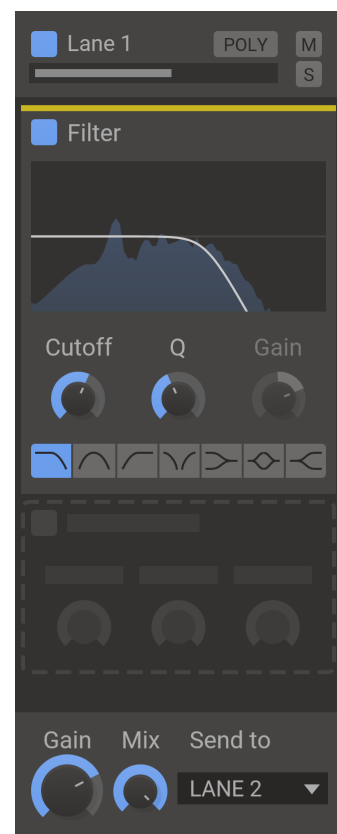 Lane 1 POLY M
S
Filter
Cutoff Q Gain
Gain Mix Send to
LANE 2